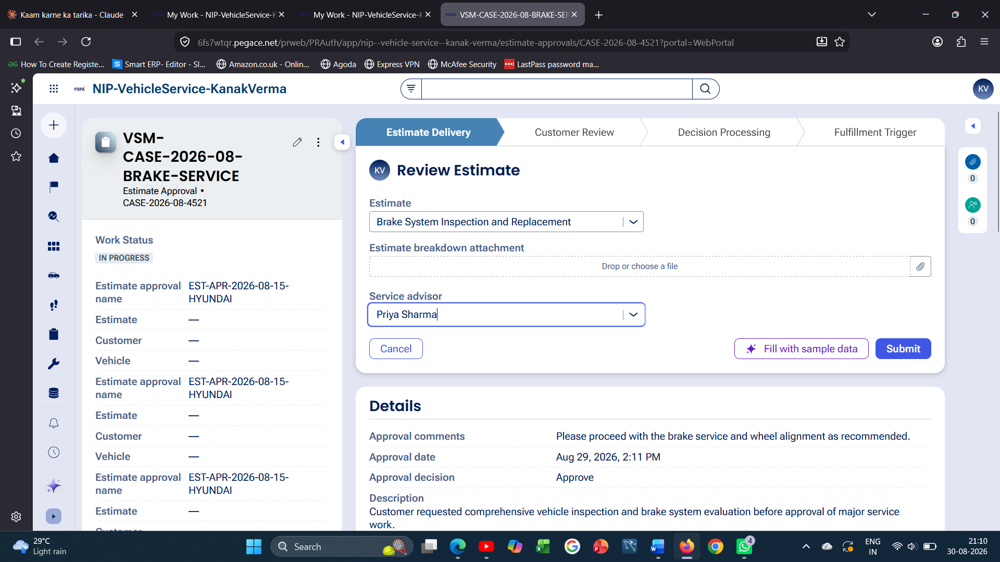 Kaam karne ka tarika - Claude
My Work - NIP-VehicleService-K
My Work - NIP-VehicleService-K
PEGA VSM-CASE-2026-08-BRAKE-SER
6fs7wtqr.pegace.net/prweb/PRAuth/app/nip--vehicle-service--kanak-verma/estimate-approvals/CASE-2026-08-4521?portal=WebPortal
How To Create Registe...
Smart ERP- Editor - Sl...
Amazon.co.uk - Onlin...
Agoda
Express VPN
McAfee Security
LastPass password ma...
FISPA
NIP-VehicleService-KanakVerma
KV
VSM-
CASE-2026-08-
BRAKE-SERVICE
Estimate Approval •
CASE-2026-08-4521
Work Status
IN PROGRESS
Estimate approval name EST-APR-2026-08-15-HYUNDAI
Estimate —
Customer —
Vehicle —
Estimate approval name EST-APR-2026-08-15-HYUNDAI
Estimate —
Customer —
Vehicle —
Estimate approval name EST-APR-2026-08-15-HYUNDAI
Estimate —
Customer
Estimate Delivery
Customer Review
Decision Processing
Fulfillment Trigger
KV Review Estimate
Estimate
Brake System Inspection and Replacement
Estimate breakdown attachment
Drop or choose a file
Service advisor
Priya Sharma
Cancel
Fill with sample data
Submit
0
0
Details
Approval comments Please proceed with the brake service and wheel alignment as recommended.
Approval date Aug 29, 2026, 2:11 PM
Approval decision Approve
Description
Customer requested comprehensive vehicle inspection and brake system evaluation before approval of major service
work.
29°C
Light rain
Search
4
ENG
IN
21:10
30-08-2026